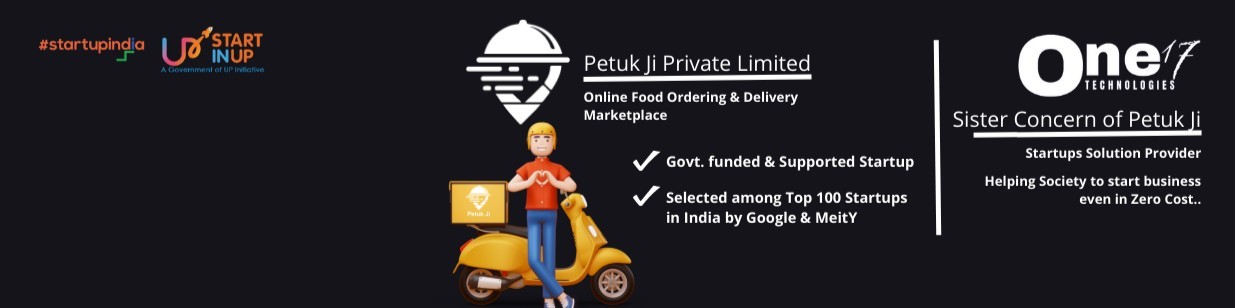 #startupindia
UP START
IN UP
A Government of UP Initiative
Petuk Ji Private Limited
Online Food Ordering & Delivery
Marketplace
Govt. funded & Supported Startup
Selected among Top 100 Startups
in India by Google & MeitY
Petuk Ji
One17
TECHNOLOGIES
Sister Concern of Petuk Ji
Startups Solution Provider
Helping Society to start business
even in Zero Cost..